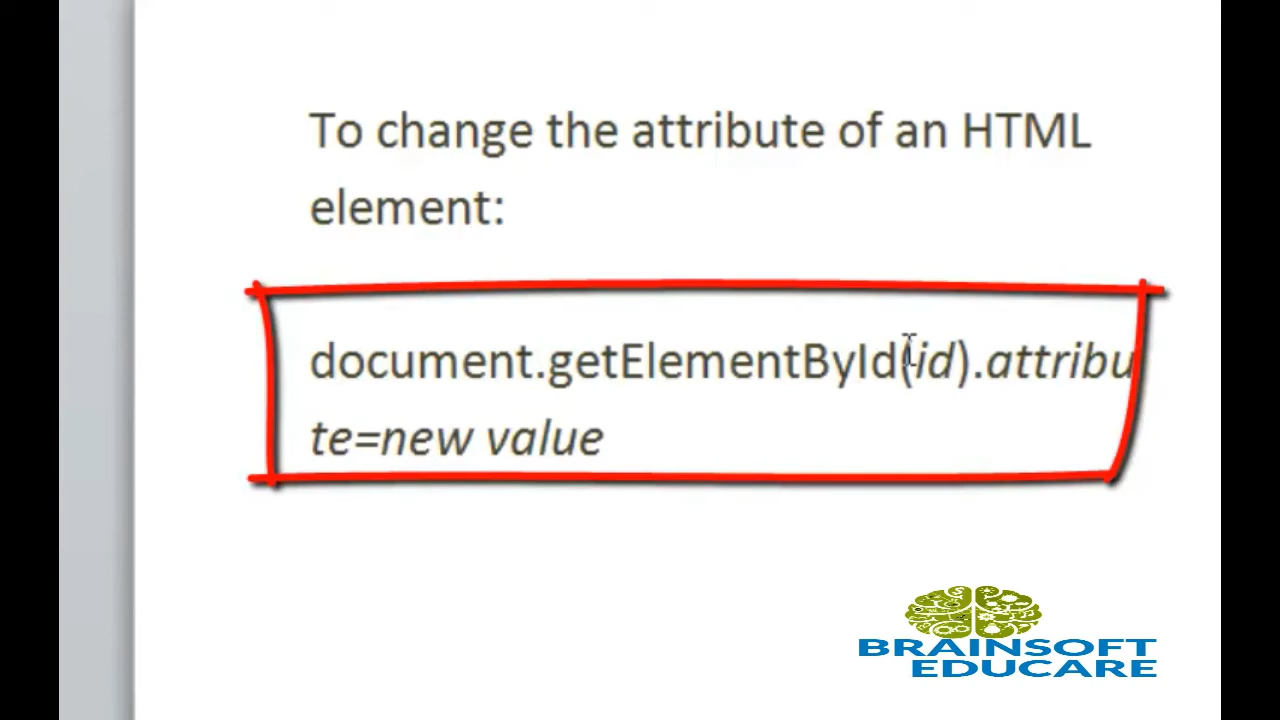 To change the attribute of an HTML
element:
document.getElementById(id).attribu
te=new value
BRAINSOFT
EDUCARE